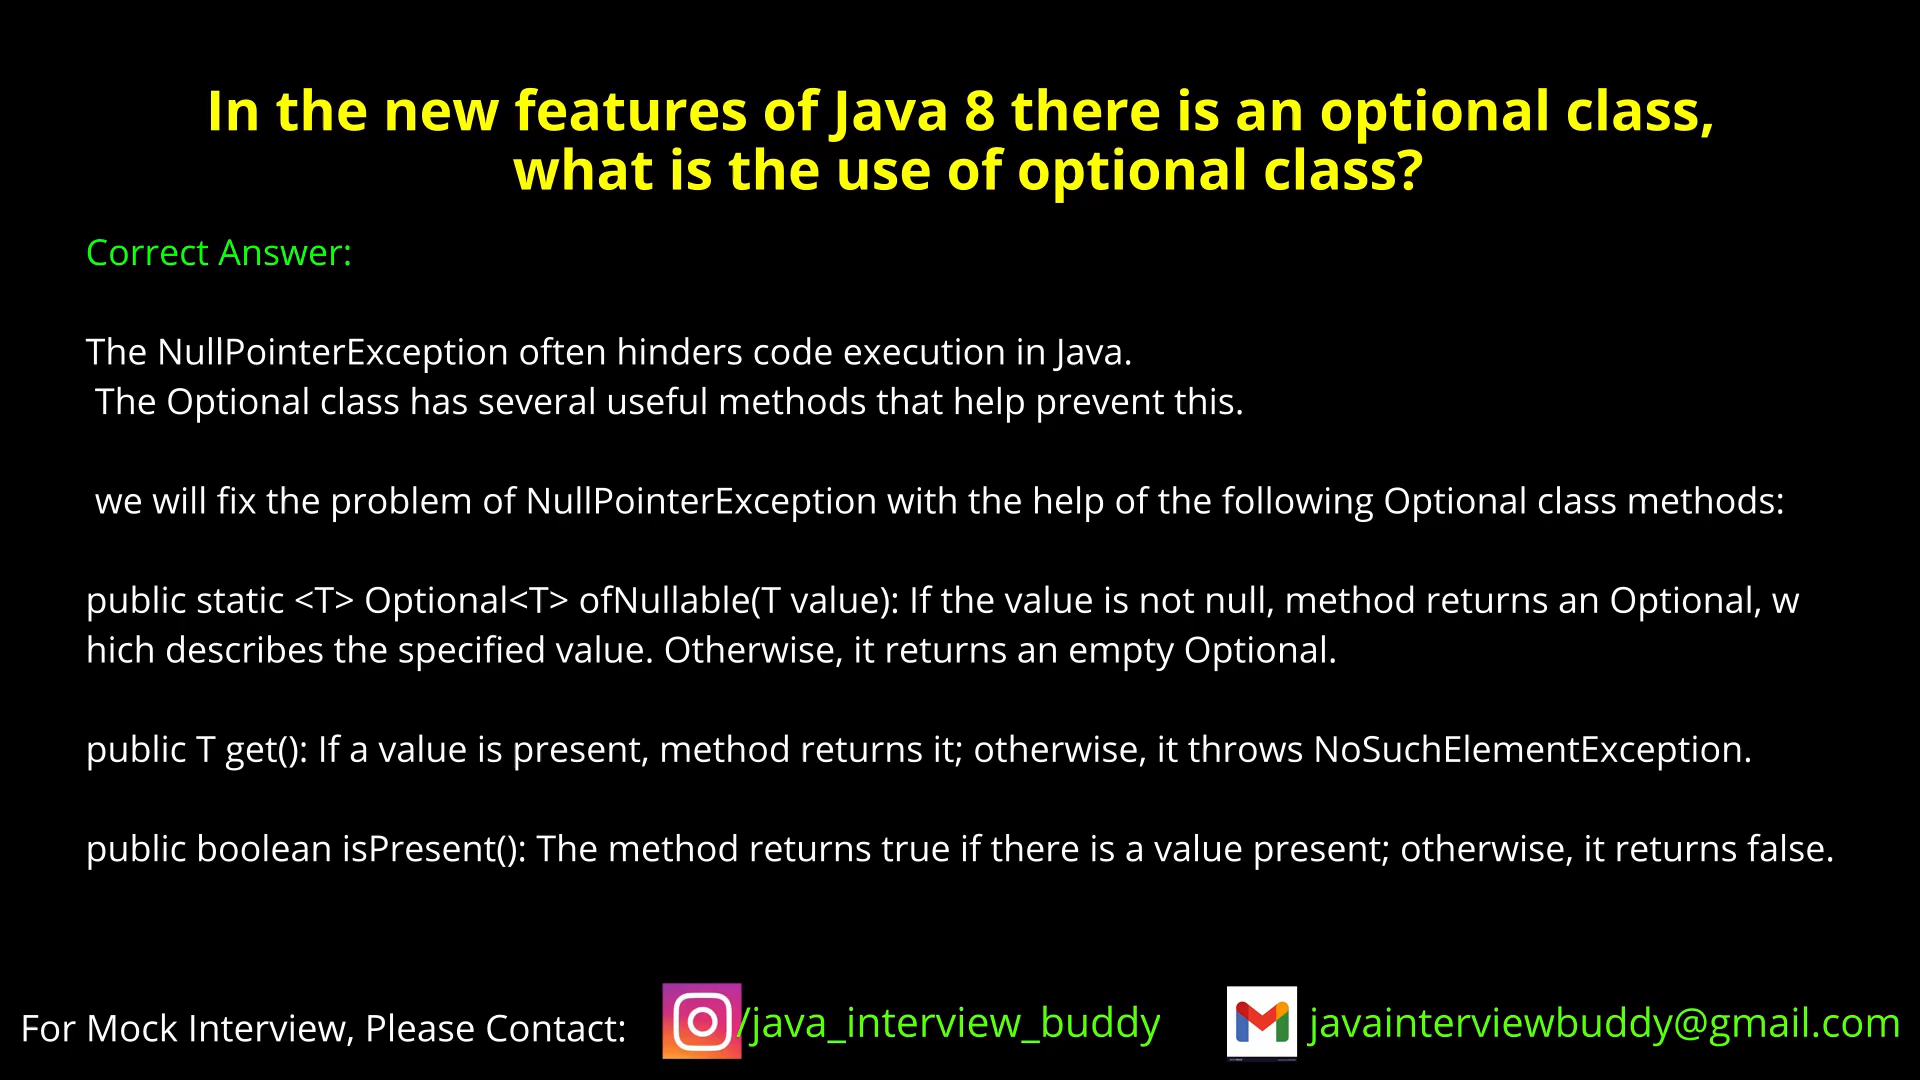 In the new features of Java 8 there is an optional class,
what is the use of optional class?
Correct Answer:
The NullPointerException often hinders code execution in Java.
The Optional class has several useful methods that help prevent this.
we will fix the problem of NullPointerException with the help of the following Optional class methods:
public static <T> Optional<T> ofNullable(T value): If the value is not null, method returns an Optional, w
hich describes the specified value. Otherwise, it returns an empty Optional.
public T get(): If a value is present, method returns it; otherwise, it throws NoSuchElementException.
public boolean isPresent(): The method returns true if there is a value present; otherwise, it returns false.
For Mock Interview, Please Contact: /java_interview_buddy javainterviewbuddy@gmail.com